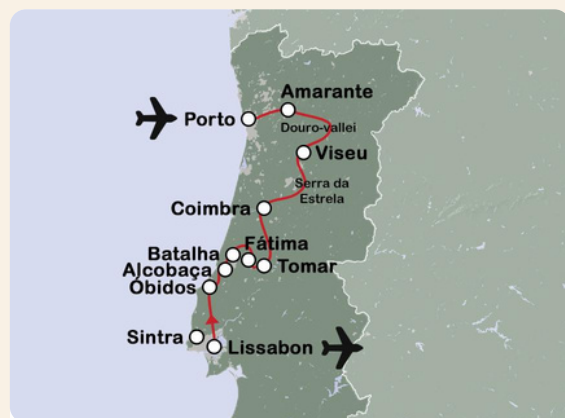 Amarante
Porto
Douro-vallei
Viseu
Serra da
Estrela
Coimbra
Fátima
Batalha
Alcobaça
Tomar
Óbidos
Sintra
Lissabon